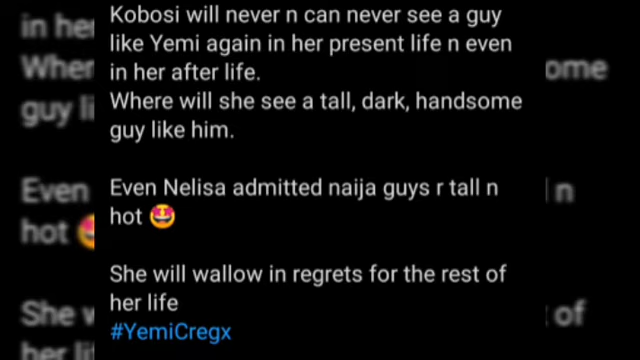 Kobosi will never n can never see a guy
like Yemi again in her present life n even
in her after life.
Where will she see a tall, dark, handsome
guy like him.
Even Nelisa admitted naija guys r tall n
hot 🤩
She will wallow in regrets for the rest of
her life
#YemiCregx